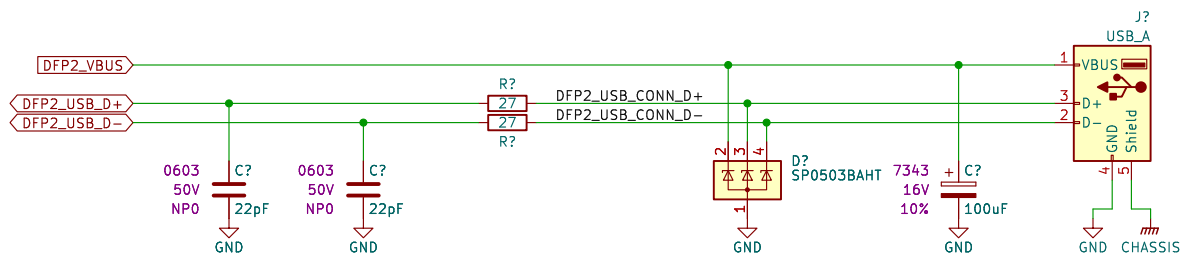 J?
USB_A
DFP2_VBUS
1
VBUS
R?
DFP2_USB_D+
27
DFP2_USB_CONN_D+
3
D+
DFP2_USB_D-
27
DFP2_USB_CONN_D-
2
D-
R?
GND
Shield
2 3 4
D?
SP0503BAHT
0603
50V
NP0
C?
22pF
0603
50V
NP0
C?
22pF
7343
16V
10%
+
C?
100uF
4
5
1
GND
GND
GND
GND
GND
CHASSIS